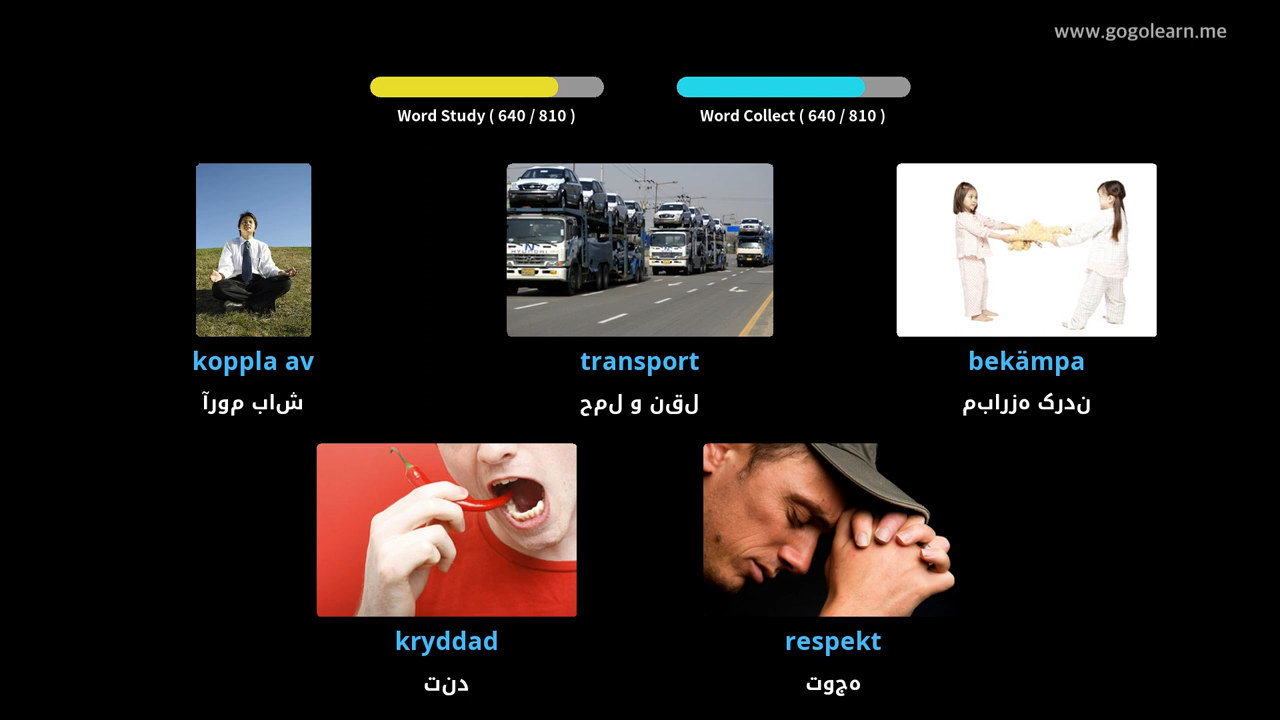 www.gogolearn.me
Word Study ( 640 / 810 )
Word Collect ( 640 / 810 )
koppla av
آروم باش
transport
حمل و نقل
bekämpa
مبارزه کردن
kryddad
تند
respekt
توجه